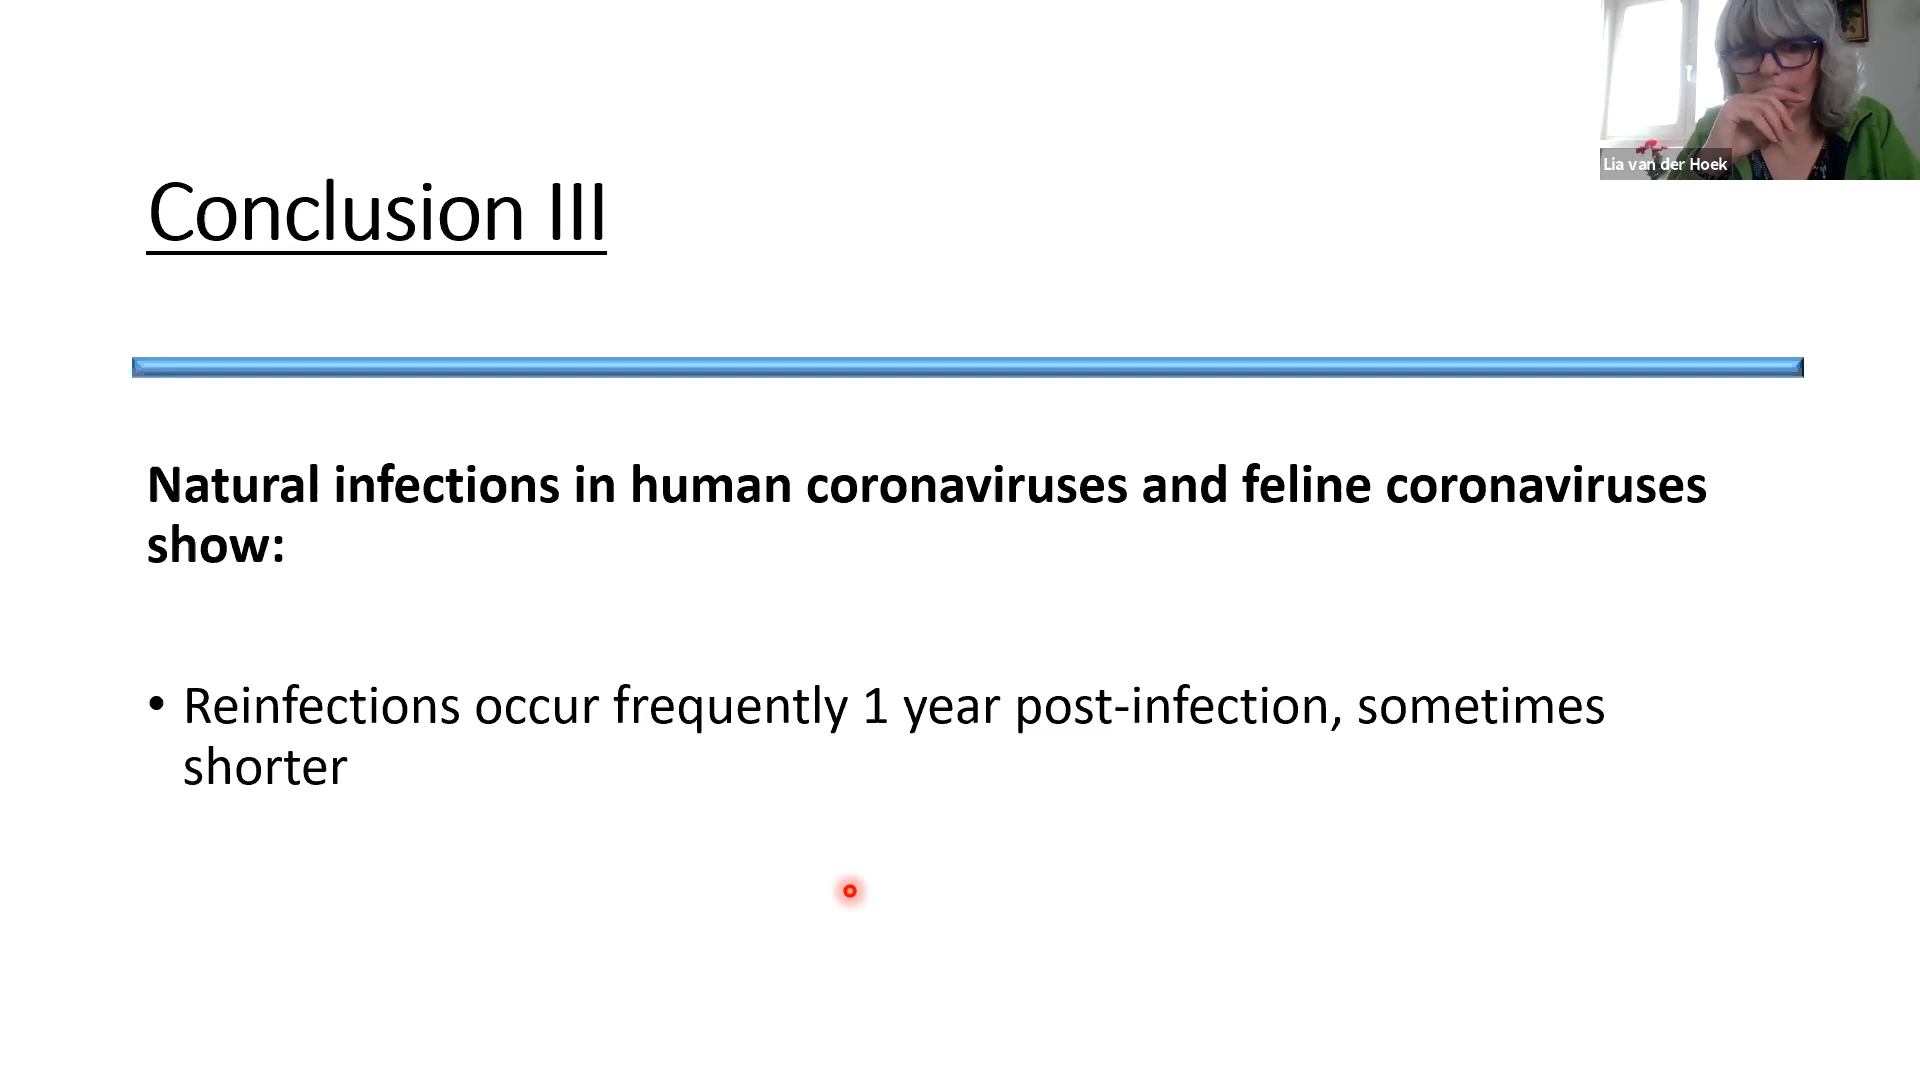 Lia van der Hoek
Conclusion III
Natural infections in human coronaviruses and feline coronaviruses
show:
• Reinfections occur frequently 1 year post-infection, sometimes
shorter